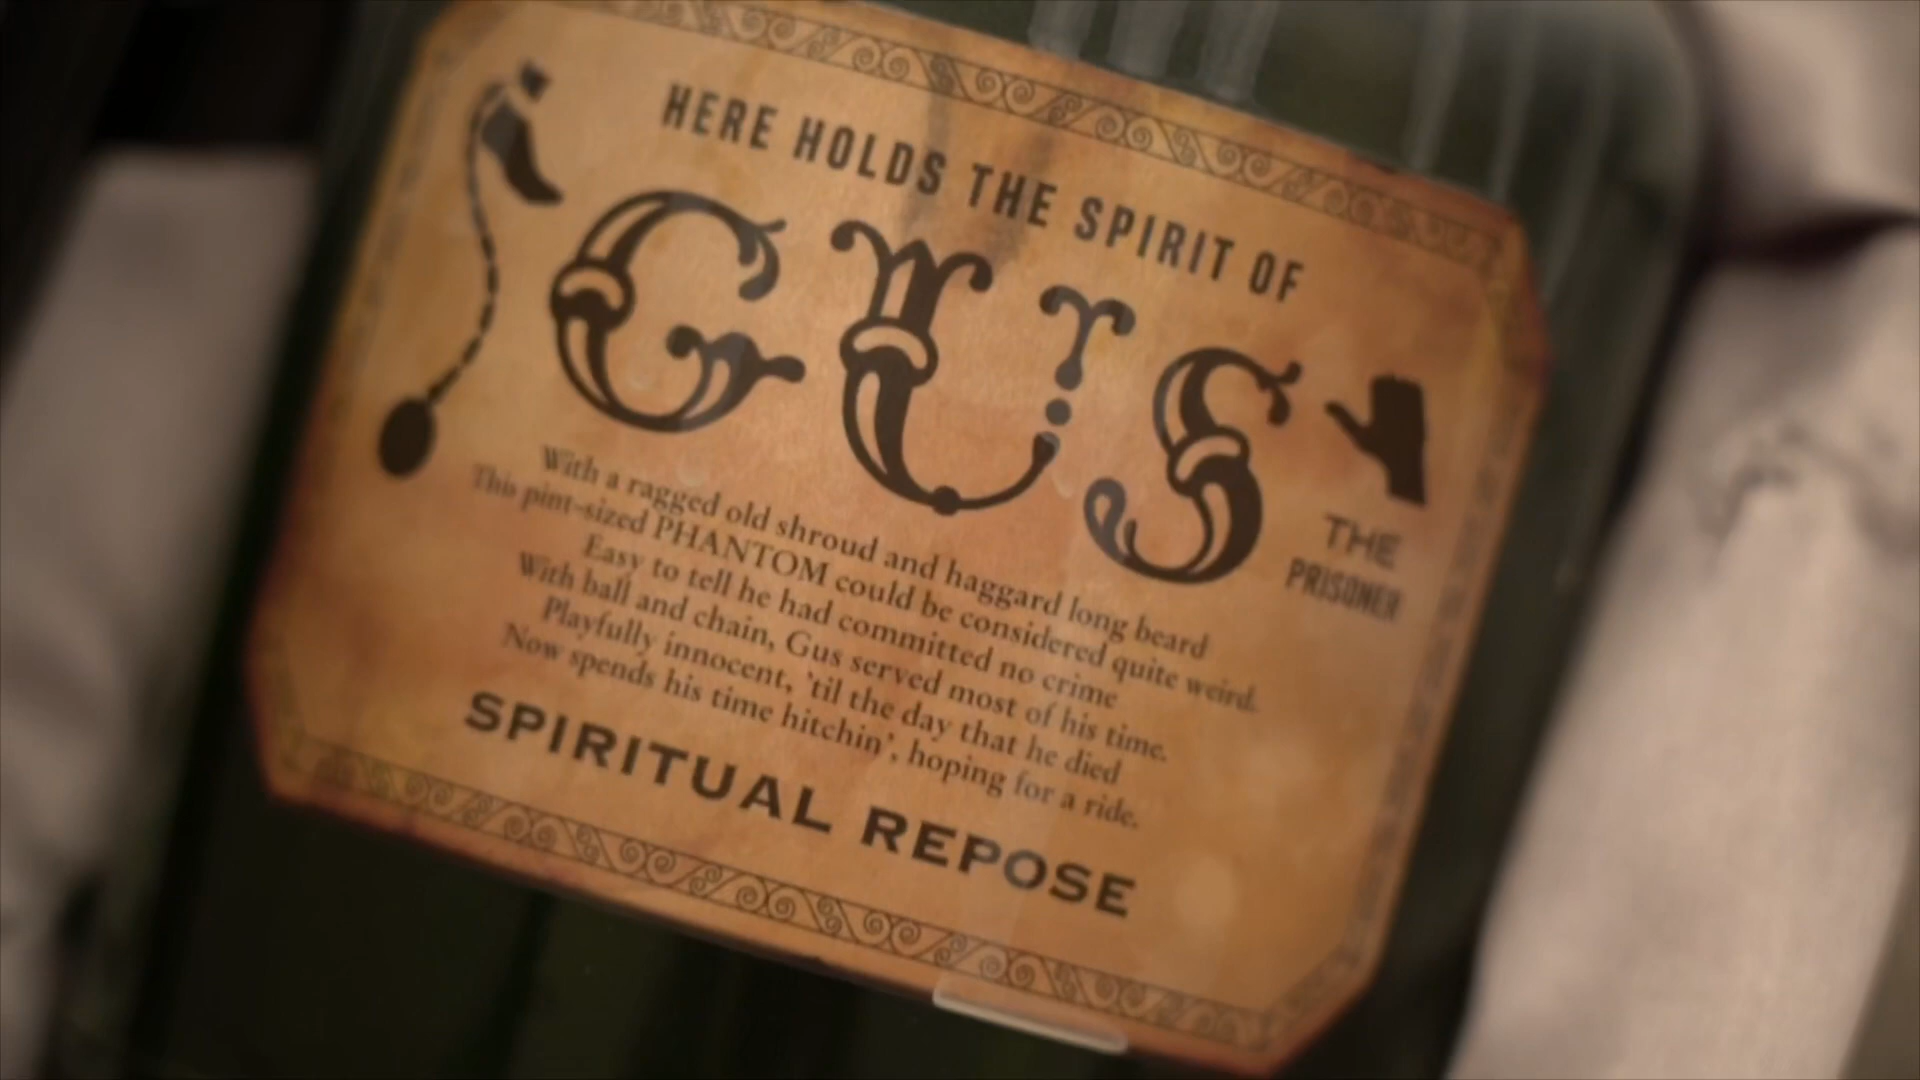 HERE HOLDS THE SPIRIT OF
GUS
THE
PRISONER
With a ragged old shroud and haggard long beard
This pint-sized PHANTOM could be considered quite weird.
Easy to tell he had committed no crime
With ball and chain, Gus served most of his time.
Playfully innocent, 'til the day that he died
Now spends his time hitchin', hoping for a ride.
SPIRITUAL REPOSE